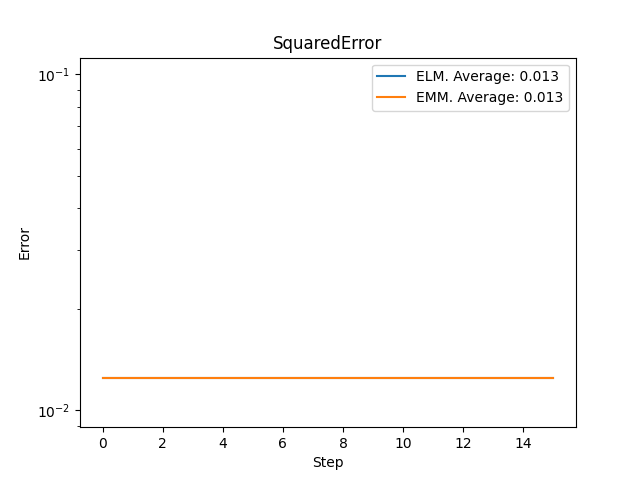 SquaredError
ELM. Average: 0.013
EMM. Average: 0.013
10⁻¹
10⁻²
Error
0 2 4 6 8 10 12 14
Step